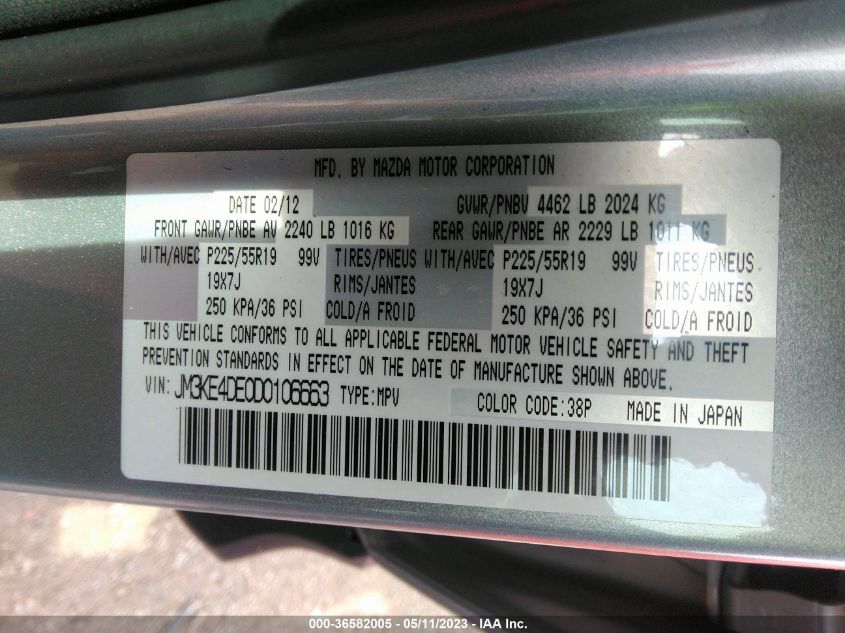 MFD. BY MAZDA MOTOR CORPORATION
DATE 02/12 GVWR/PNBV 4462 LB 2024 KG
FRONT GAWR/PNBE AV 2240 LB 1016 KG REAR GAWR/PNBE AR 2229 LB 1011 KG
WITH/AVEC P225/55R19 99V TIRES/PNEUS WITH/AVEC P225/55R19 99V TIRES/PNEUS
19X7J RIMS/JANTES 19X7J RIMS/JANTES
250 KPA/36 PSI COLD/A FROID 250 KPA/36 PSI COLD/A FROID
THIS VEHICLE CONFORMS TO ALL APPLICABLE FEDERAL MOTOR VEHICLE SAFETY AND THEFT
PREVENTION STANDARDS IN EFFECT ON THE DATE OF MANUFACTURE SHOWN ABOVE.
VIN: JM3KE4DE0D0106663 TYPE:MPV COLOR CODE:38P MADE IN JAPAN
000-36582005 - 05/11/2023 - IAA Inc.